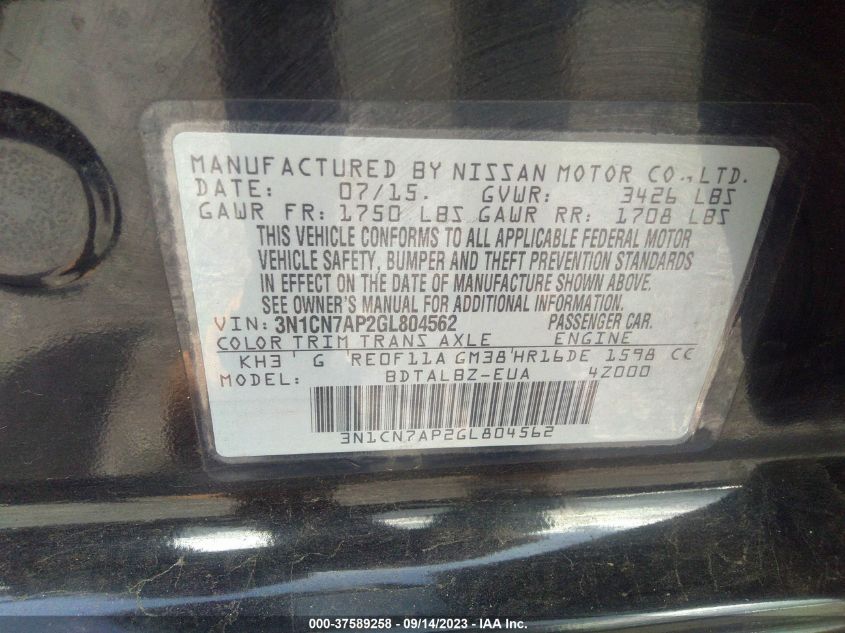 MANUFACTURED BY NISSAN MOTOR CO., LTD.
DATE: 07/15. GVWR: 3426 LBS
GAWR FR: 1750 LBS GAWR RR: 1708 LBS
THIS VEHICLE CONFORMS TO ALL APPLICABLE FEDERAL MOTOR
VEHICLE SAFETY, BUMPER AND THEFT PREVENTION STANDARDS
IN EFFECT ON THE DATE OF MANUFACTURE SHOWN ABOVE.
SEE OWNER'S MANUAL FOR ADDITIONAL INFORMATION.
VIN: 3N1CN7AP2GL804562 PASSENGER CAR.
COLOR TRIM TRANS AXLE ENGINE
KH3 ' G RE0F11A GM38'HR16DE 1598 CC
MODEL: BDTALBZ-EUA 4Z000
3N1CN7AP2GL804562
000-37589258 - 09/14/2023 - IAA Inc.